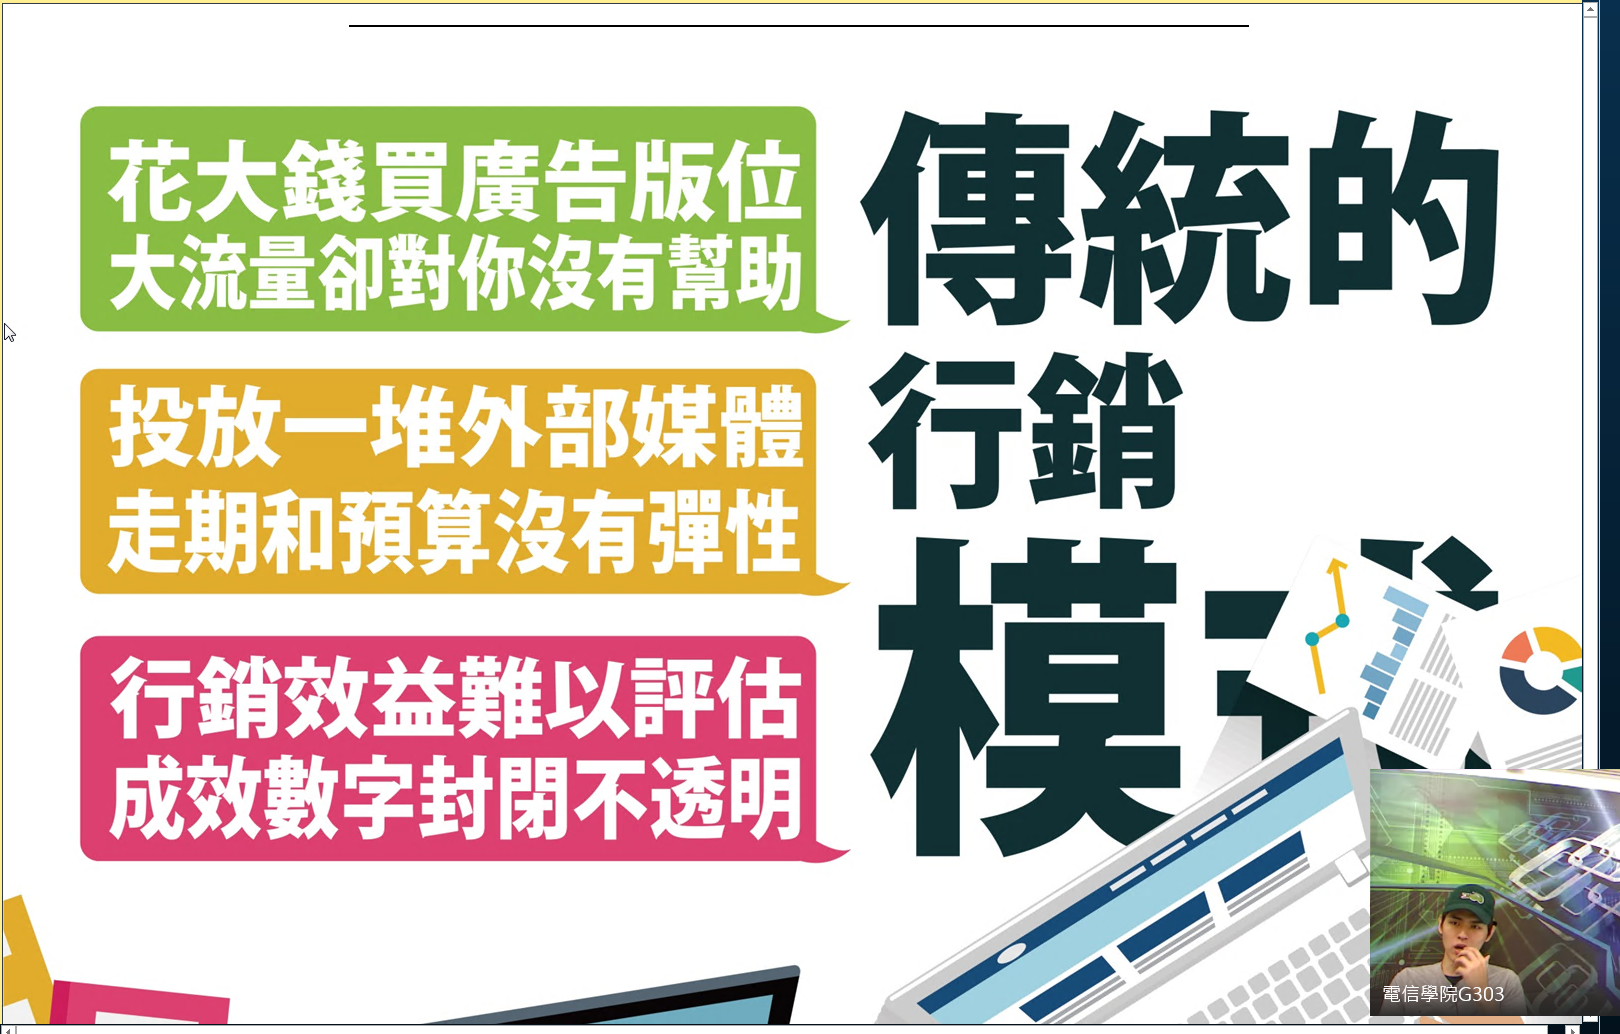 花大錢買廣告版位
大流量卻對你沒有幫助
投放一堆外部媒體
走期和預算沒有彈性
行銷效益難以評估
成效數字封閉不透明
傳統的
行銷
模式
電信學院G303